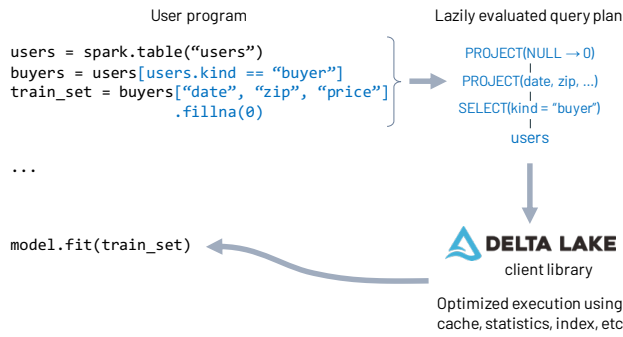 User program
users = spark.table(“users”)
buyers = users[users.kind == “buyer”]
train_set = buyers[“date”, “zip”, “price”]
.fillna(0)
...
model.fit(train_set)
Lazily evaluated query plan
PROJECT(NULL → 0)
PROJECT(date, zip, …)
SELECT(kind = “buyer”)
users
DELTA LAKE
client library
Optimized execution using
cache, statistics, index, etc